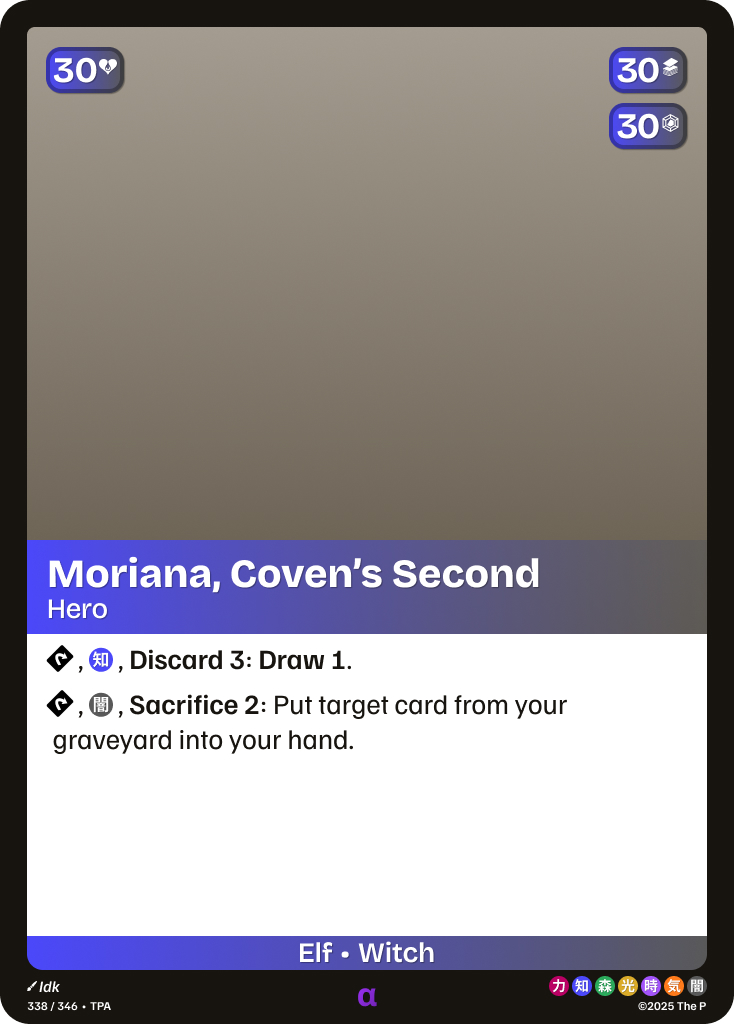 30
30
30
Moriana, Coven's Second
Hero
, 知 , Discard 3: Draw 1.
, 闇 , Sacrifice 2: Put target card from your
graveyard into your hand.
Elf • Witch
Idk
338 / 346 • TPA
α
力 知 森 光 時 気 闇
©2025 The P